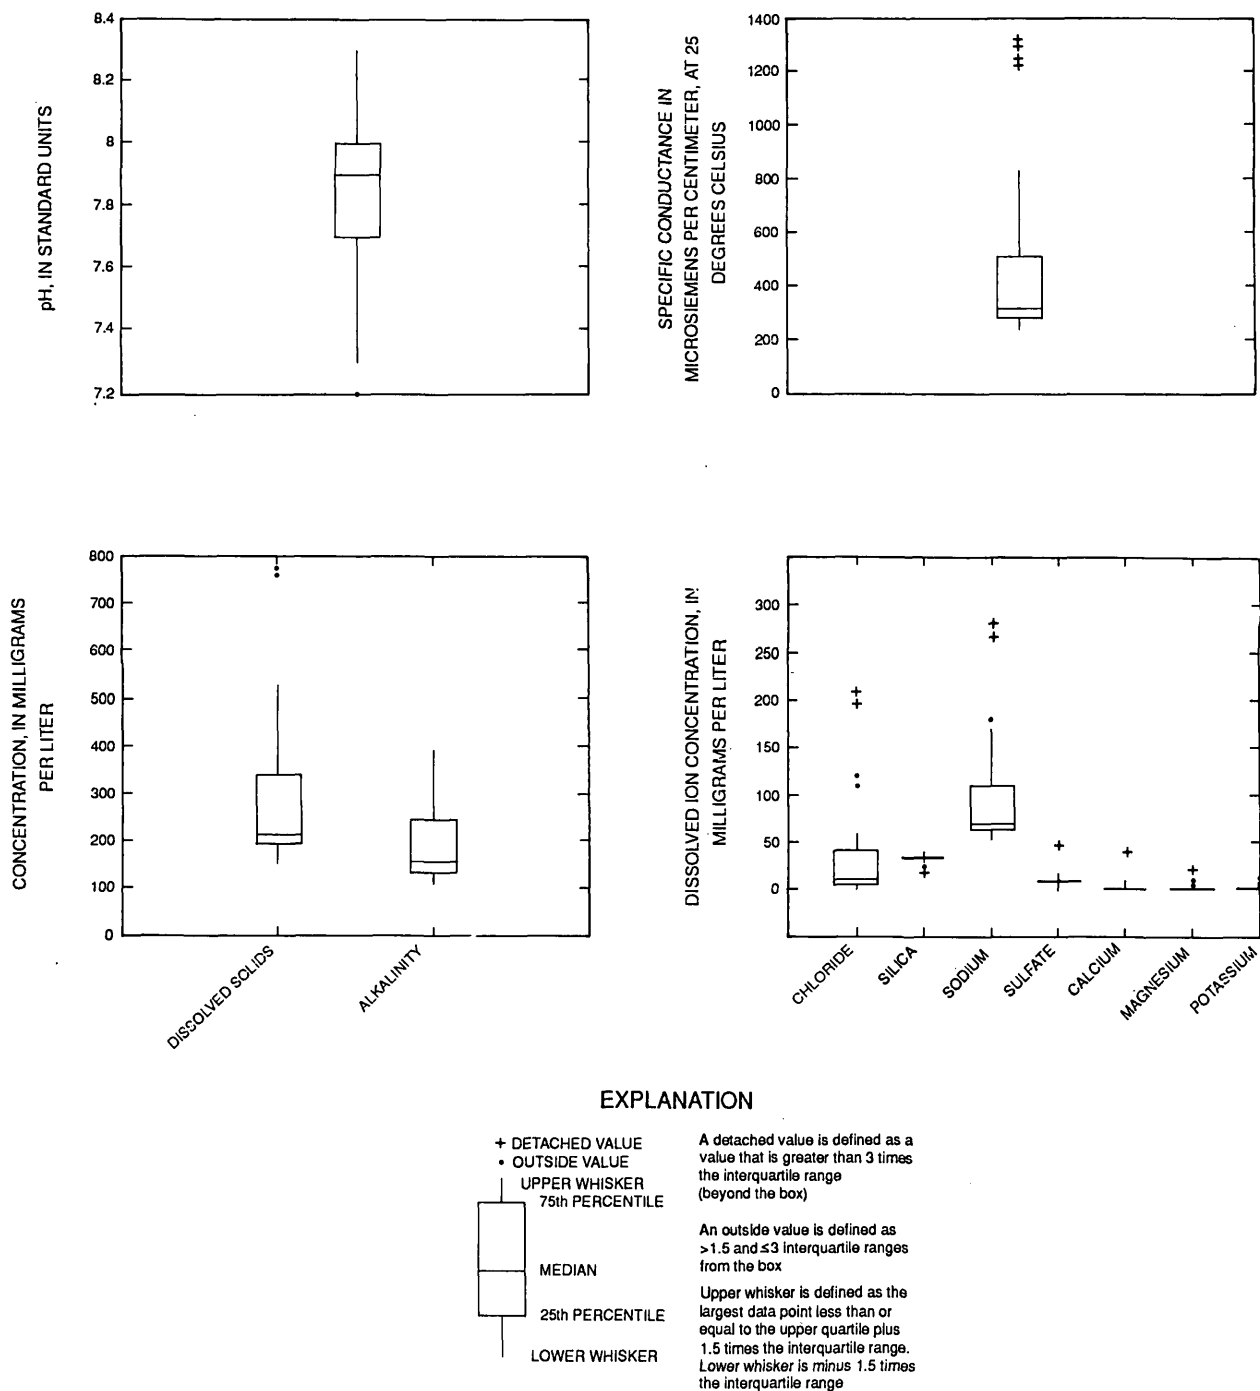 pH, IN STANDARD UNITS
8.4
8.2
8
7.8
7.6
7.4
7.2
SPECIFIC CONDUCTANCE IN
MICROSIEMENS PER CENTIMETER, AT 25
DEGREES CELSIUS
1400
1200
1000
800
600
400
200
0
CONCENTRATION, IN MILLIGRAMS
PER LITER
800
700
600
500
400
300
200
100
0
DISSOLVED SOLIDS
ALKALINITY
DISSOLVED ION CONCENTRATION, IN
MILLIGRAMS PER LITER
300
250
200
150
100
50
0
CHLORIDE
SILICA
SODIUM
SULFATE
CALCIUM
MAGNESIUM
POTASSIUM
EXPLANATION
+ DETACHED VALUE
• OUTSIDE VALUE
UPPER WHISKER
75th PERCENTILE
MEDIAN
25th PERCENTILE
LOWER WHISKER
A detached value is defined as a
value that is greater than 3 times
the interquartile range
(beyond the box)
An outside value is defined as
>1.5 and ≤3 interquartile ranges
from the box
Upper whisker is defined as the
largest data point less than or
equal to the upper quartile plus
1.5 times the interquartile range.
Lower whisker is minus 1.5 times
the interquartile range